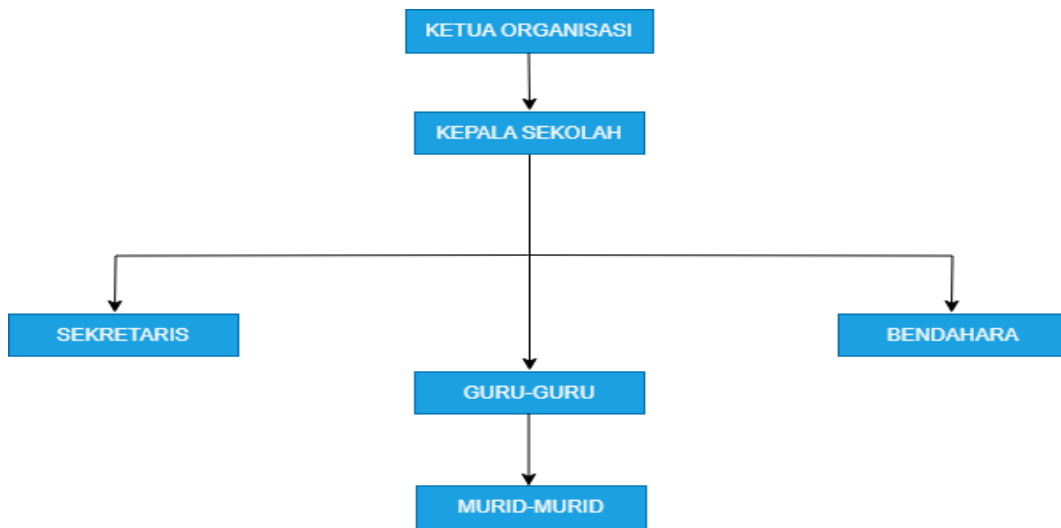 KETUA ORGANISASI
KEPALA SEKOLAH
SEKRETARIS
BENDAHARA
GURU-GURU
MURID-MURID